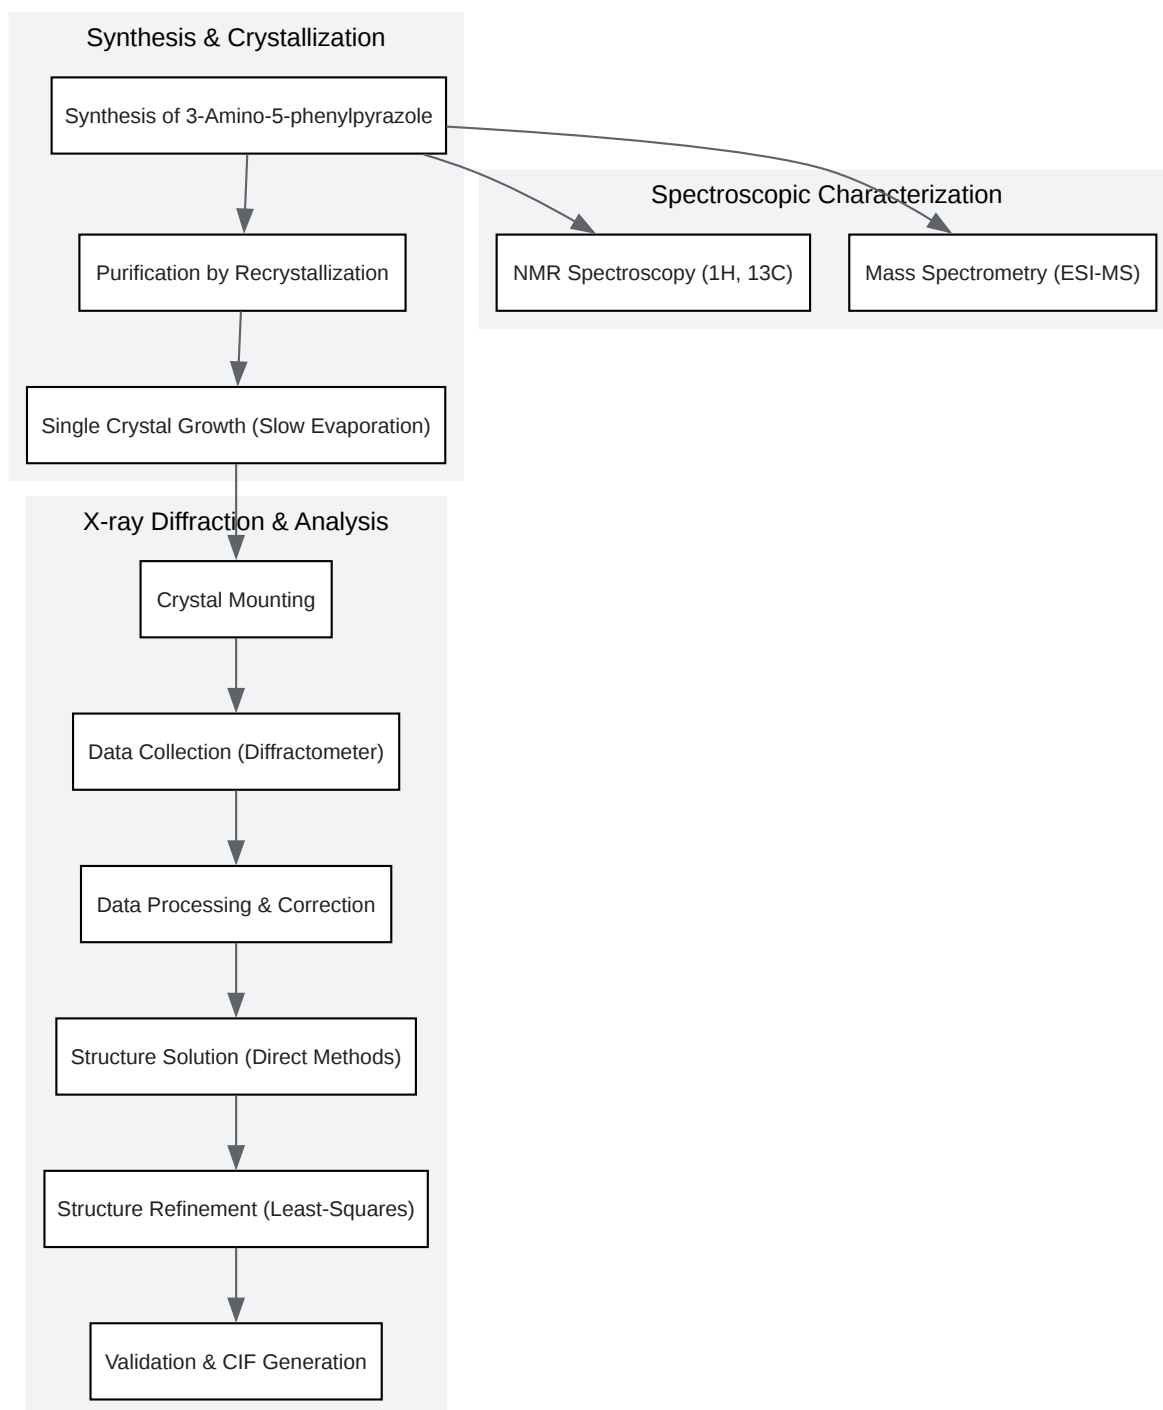 Synthesis & Crystallization
Synthesis of 3-Amino-5-phenylpyrazole
Spectroscopic Characterization
Purification by Recrystallization
NMR Spectroscopy (1H, 13C)
Mass Spectrometry (ESI-MS)
Single Crystal Growth (Slow Evaporation)
X-ray Diffraction & Analysis
Crystal Mounting
Data Collection (Diffractometer)
Data Processing & Correction
Structure Solution (Direct Methods)
Structure Refinement (Least-Squares)
Validation & CIF Generation